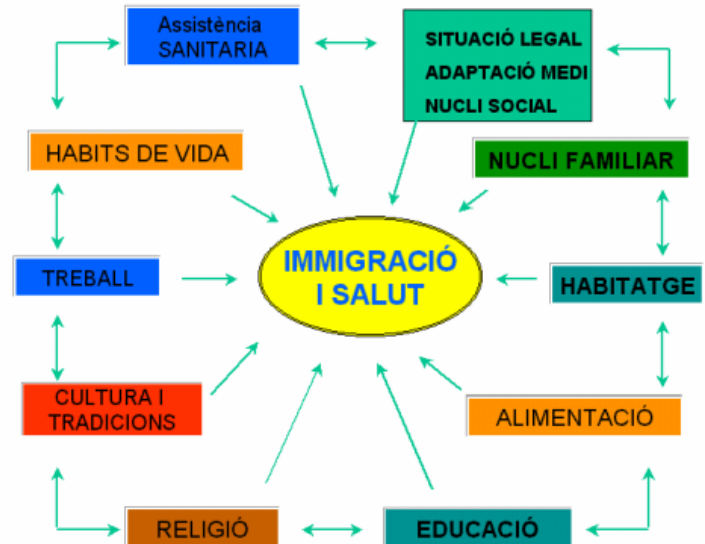 Assistència
SANITARIA
SITUACIÓ LEGAL
ADAPTACIÓ MEDI
NUCLI SOCIAL
HABITS DE VIDA
NUCLI FAMILIAR
IMMIGRACIÓ
I SALUT
TREBALL
HABITATGE
CULTURA I
TRADICIONS
ALIMENTACIÓ
RELIGIÓ
EDUCACIÓ